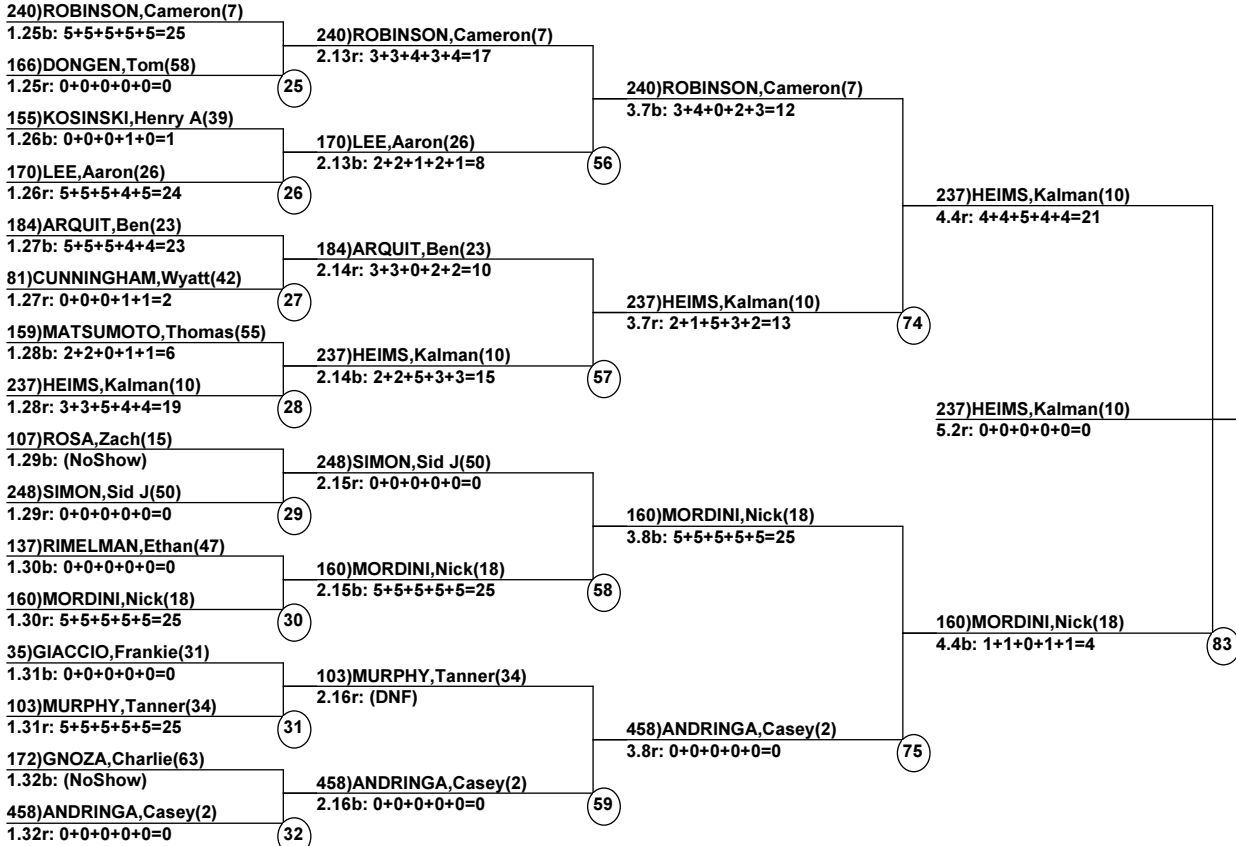 240)ROBINSON,Cameron(7)
1.25b: 5+5+5+5+5=25
166)DONGEN,Tom(58)
1.25r: 0+0+0+0+0=0
25
155)KOSINSKI,Henry A(39)
1.26b: 0+0+0+1+0=1
170)LEE,Aaron(26)
1.26r: 5+5+5+4+5=24
26
184)ARQUIT,Ben(23)
1.27b: 5+5+5+4+4=23
81)CUNNINGHAM,Wyatt(42)
1.27r: 0+0+0+1+1=2
27
159)MATSUMOTO,Thomas(55)
1.28b: 2+2+0+1+1=6
237)HEIMS,Kalman(10)
1.28r: 3+3+5+4+4=19
28
107)ROSA,Zach(15)
1.29b: (NoShow)
248)SIMON,Sid J(50)
1.29r: 0+0+0+0+0=0
29
137)RIMELMAN,Ethan(47)
1.30b: 0+0+0+0+0=0
160)MORDINI,Nick(18)
1.30r: 5+5+5+5+5=25
30
35)GIACCIO,Frankie(31)
1.31b: 0+0+0+0+0=0
103)MURPHY,Tanner(34)
1.31r: 5+5+5+5+5=25
31
172)GNOZA,Charlie(63)
1.32b: (NoShow)
458)ANDRINGA,Casey(2)
1.32r: 0+0+0+0+0=0
32
240)ROBINSON,Cameron(7)
2.13r: 3+3+4+3+4=17
170)LEE,Aaron(26)
2.13b: 2+2+1+2+1=8
56
184)ARQUIT,Ben(23)
2.14r: 3+3+0+2+2=10
237)HEIMS,Kalman(10)
2.14b: 2+2+5+3+3=15
57
248)SIMON,Sid J(50)
2.15r: 0+0+0+0+0=0
160)MORDINI,Nick(18)
2.15b: 5+5+5+5+5=25
58
103)MURPHY,Tanner(34)
2.16r: (DNF)
458)ANDRINGA,Casey(2)
2.16b: 0+0+0+0+0=0
59
240)ROBINSON,Cameron(7)
3.7b: 3+4+0+2+3=12
237)HEIMS,Kalman(10)
3.7r: 2+1+5+3+2=13
74
160)MORDINI,Nick(18)
3.8b: 5+5+5+5+5=25
458)ANDRINGA,Casey(2)
3.8r: 0+0+0+0+0=0
75
237)HEIMS,Kalman(10)
4.4r: 4+4+5+4+4=21
160)MORDINI,Nick(18)
4.4b: 1+1+0+1+1=4
83
237)HEIMS,Kalman(10)
5.2r: 0+0+0+0+0=0